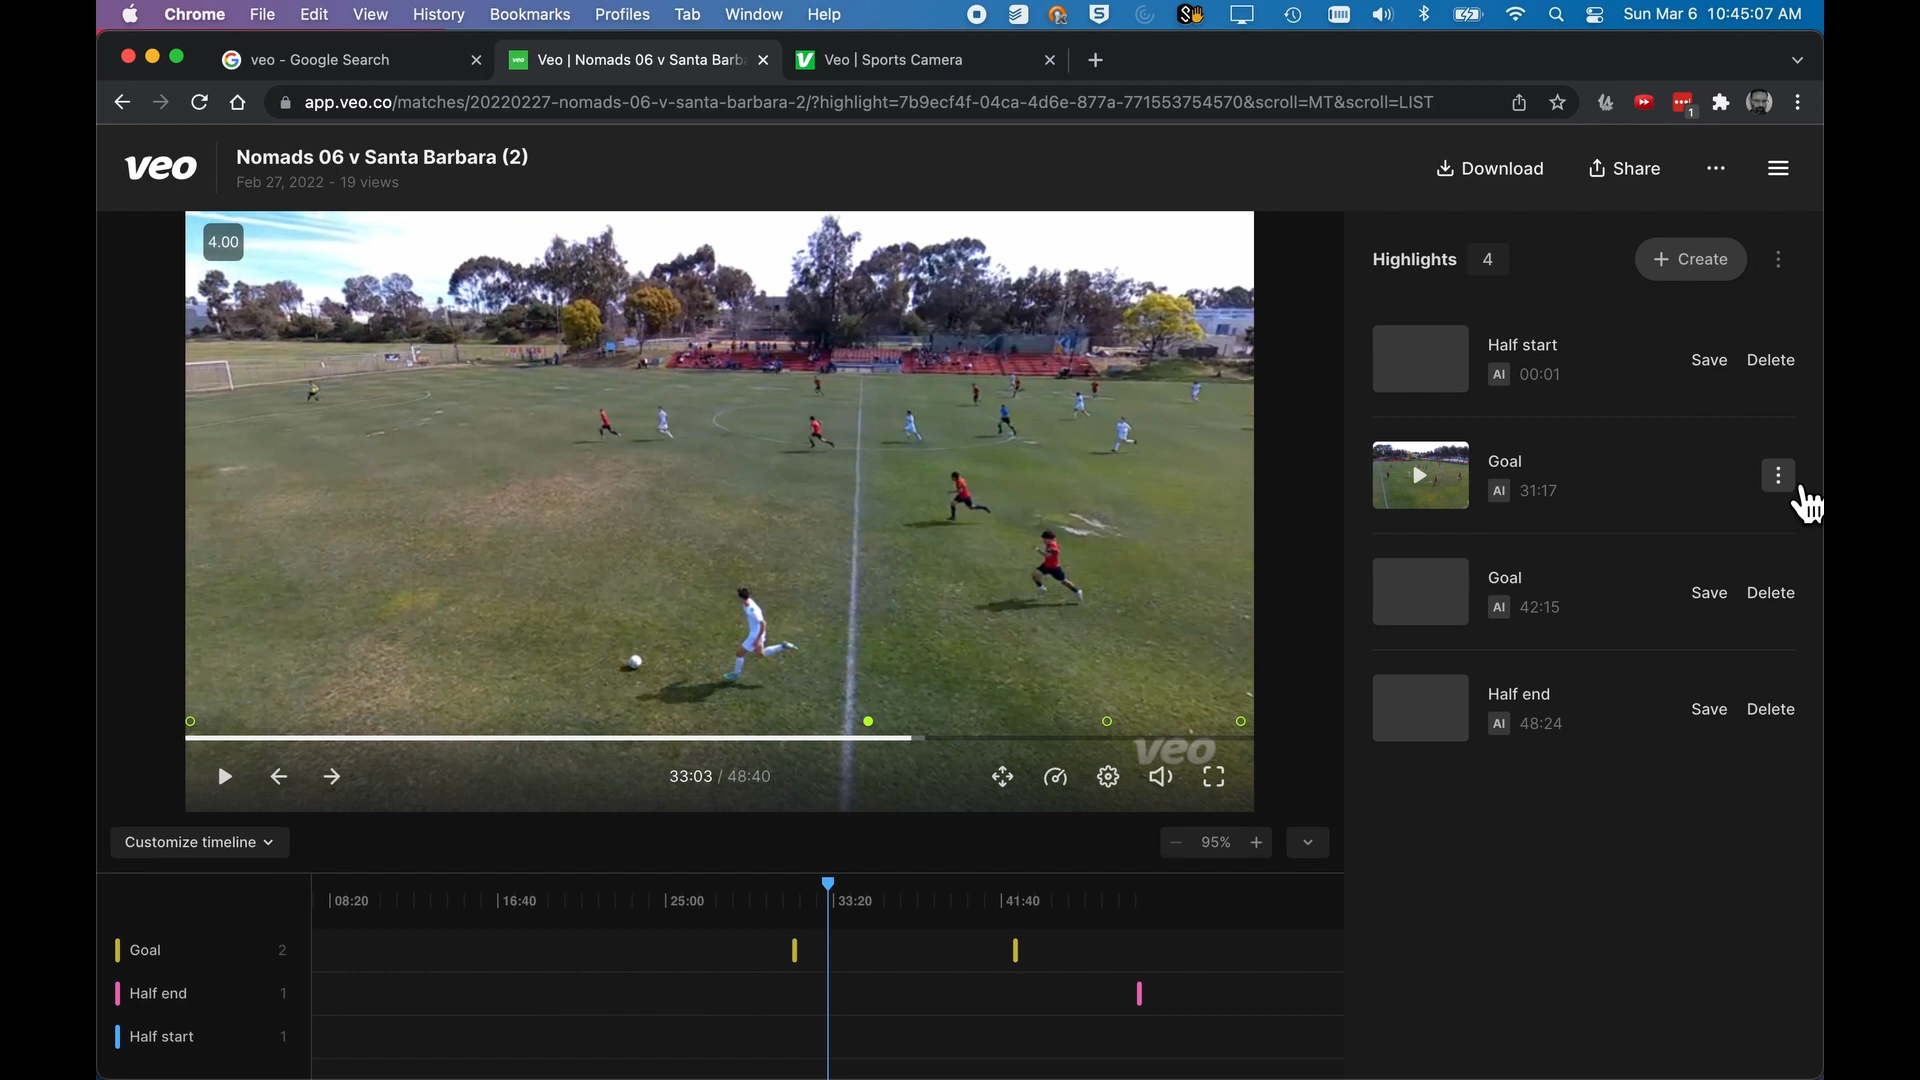 Chrome File Edit View History Bookmarks Profiles Tab Window Help Sun Mar 6 10:45:07 AM
veo - Google Search
Veo | Nomads 06 v Santa Barba
Veo | Sports Camera
app.veo.co/matches/20220227-nomads-06-v-santa-barbara-2/?highlight=7b9ecf4f-04ca-4d6e-877a-771553754570&scroll=MT&scroll=LIST
1
veo
Nomads 06 v Santa Barbara (2)
Feb 27, 2022 - 19 views
Download
Share
4.00
Highlights 4
+ Create
Half start
AI 00:01
Save Delete
Goal
AI 31:17
Goal
AI 42:15
Save Delete
Half end
AI 48:24
Save Delete
veo
33:03 / 48:40
Customize timeline
95%
08:20 16:40 25:00 33:20 41:40
Goal 2
Half end 1
Half start 1